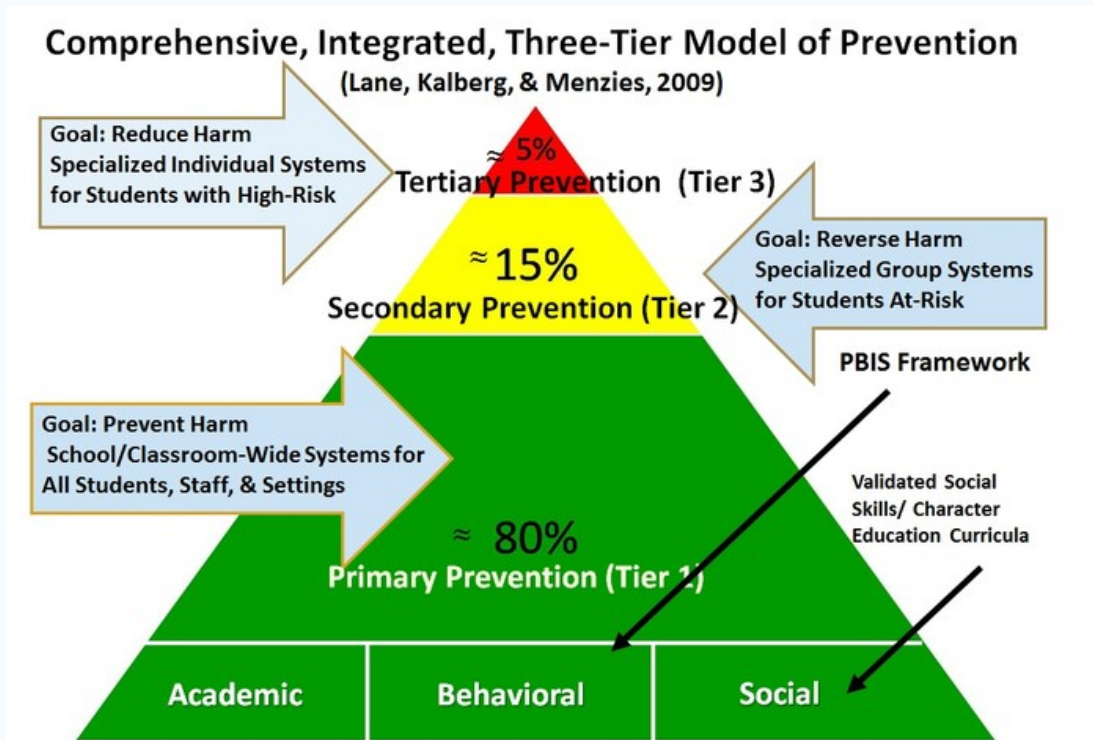 Comprehensive, Integrated, Three-Tier Model of Prevention
(Lane, Kalberg, & Menzies, 2009)
Goal: Reduce Harm
Specialized Individual Systems
for Students with High-Risk
≈ 5%
Tertiary Prevention (Tier 3)
Goal: Reverse Harm
Specialized Group Systems
for Students At-Risk
≈ 15%
Secondary Prevention (Tier 2)
PBIS Framework
Goal: Prevent Harm
School/Classroom-Wide Systems for
All Students, Staff, & Settings
Validated Social
Skills/ Character
Education Curricula
≈ 80%
Primary Prevention (Tier 1)
Academic
Behavioral
Social